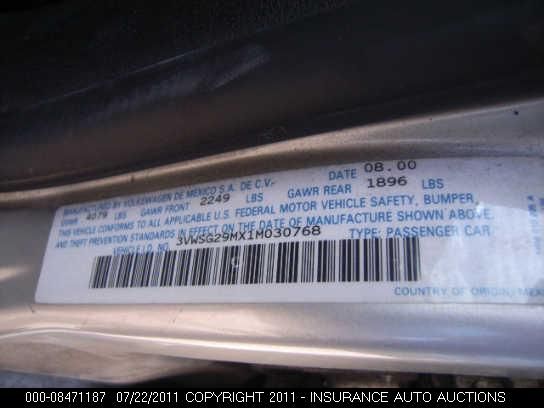 MANUFACTURED BY VOLKSWAGEN DE MEXICO S.A. DE C.V. DATE 08.00
GVWR 4079 LBS GAWR FRONT 2249 LBS GAWR REAR 1896 LBS
THIS VEHICLE CONFORMS TO ALL APPLICABLE U.S. FEDERAL MOTOR VEHICLE SAFETY, BUMPER,
AND THEFT PREVENTION STANDARDS IN EFFECT ON THE DATE OF MANUFACTURE SHOWN ABOVE.
VEHICLE I.D. NO. 3VWSG29MX1M030768 TYPE: PASSENGER CAR
COUNTRY OF ORIGIN: MEX
000-08471187 07/22/2011 COPYRIGHT 2011 - INSURANCE AUTO AUCTIONS